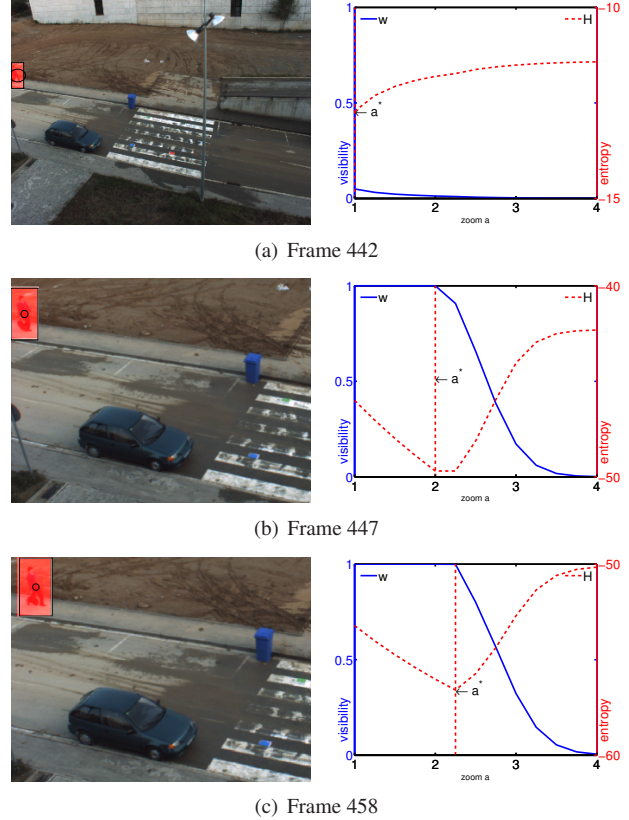 1
0.5
0
visibility
w
H
← a*
−10
−15
entropy
1 2 3 4
zoom a
(a) Frame 442
1
0.5
0
visibility
w
H
← a*
−40
−50
entropy
1 2 3 4
zoom a
(b) Frame 447
1
0.5
0
visibility
w
H
← a*
−50
−60
entropy
1 2 3 4
zoom a
(c) Frame 458